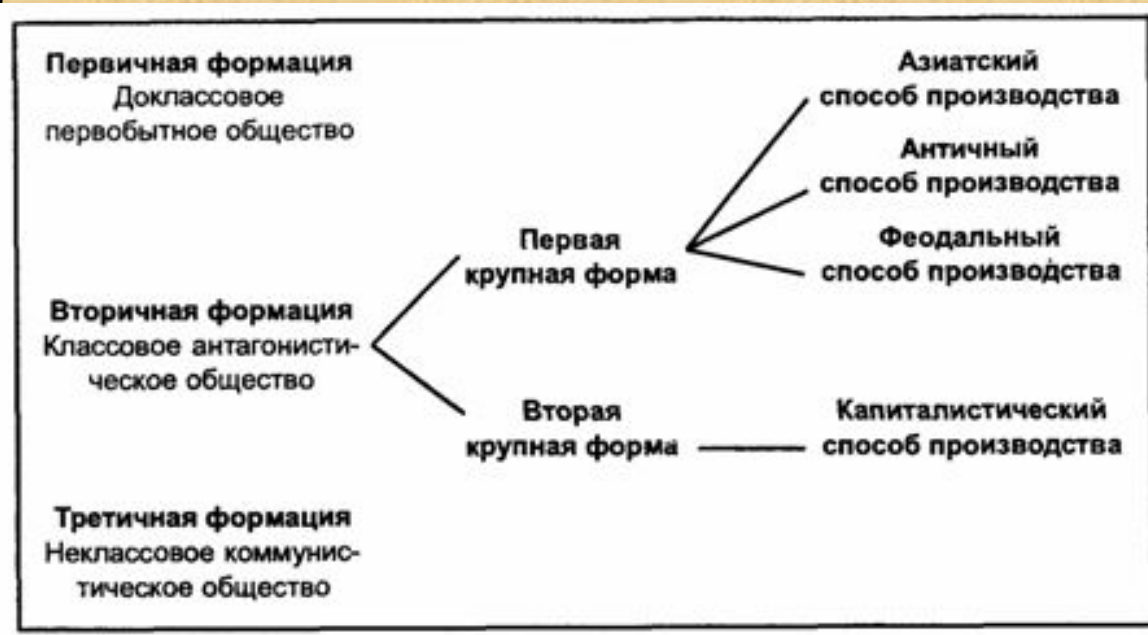 Первичная формация
Доклассовое
первобытное общество
Азиатский
способ производства
Античный
способ производства
Первая
крупная форма
Феодальный
способ производства
Вторичная формация
Классовое антагонисти-
ческое общество
Вторая
крупная форма
Капиталистический
способ производства
Третичная формация
Неклассовое коммунис-
тическое общество